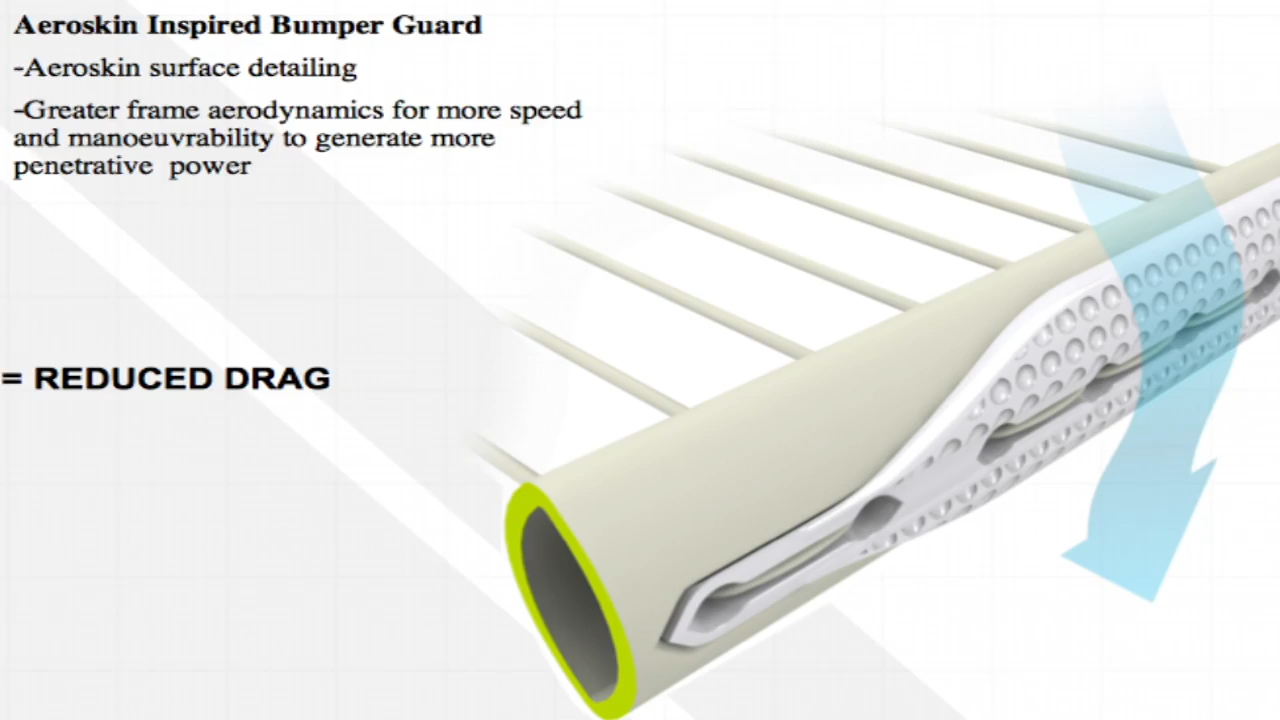 Aeroskin Inspired Bumper Guard
-Aeroskin surface detailing
-Greater frame aerodynamics for more speed
and manoeuvrability to generate more
penetrative  power
= REDUCED DRAG